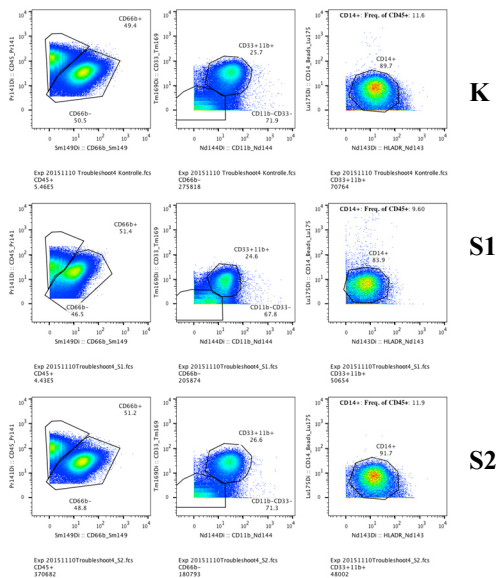 CD66b+
49.4
CD66b-
50.5
Pr141Di :: CD45_Pr141
Sm149Di :: CD66b_Sm149
Exp 20151110 Troubleshoot4 Kontrolle.fcs
CD45+
5.46E5
CD33+11b+
25.7
CD11b-CD33-
71.9
Tm169Di :: CD33_Tm169
Nd144Di :: CD11b_Nd144
Exp 20151110 Troubleshoot4 Kontrolle.fcs
CD66b-
275818
CD14+: Freq. of CD45+: 11.6
CD14+
89.7
Lu175Di :: CD14_Beads_Lu175
Nd143Di :: HLADR_Nd143
Exp 20151110 Troubleshoot4 Kontrolle.fcs
CD33+11b+
70764
K
CD66b+
51.4
CD66b-
46.5
Pr141Di :: CD45_Pr141
Sm149Di :: CD66b_Sm149
Exp 20151110Troubleshoot4_S1.fcs
CD45+
4.43E5
CD33+11b+
24.6
CD11b-CD33-
67.8
Tm169Di :: CD33_Tm169
Nd144Di :: CD11b_Nd144
Exp 20151110Troubleshoot4_S1.fcs
CD66b-
205874
CD14+: Freq. of CD45+: 9.60
CD14+
83.9
Lu175Di :: CD14_Beads_Lu175
Nd143Di :: HLADR_Nd143
Exp 20151110Troubleshoot4_S1.fcs
CD33+11b+
50654
S1
CD66b+
51.2
CD66b-
48.8
Pr141Di :: CD45_Pr141
Sm149Di :: CD66b_Sm149
Exp 20151110Troubleshoot4_S2.fcs
CD45+
370682
CD33+11b+
26.6
CD11b-CD33-
71.3
Tm169Di :: CD33_Tm169
Nd144Di :: CD11b_Nd144
Exp 20151110Troubleshoot4_S2.fcs
CD66b-
180793
CD14+: Freq. of CD45+: 11.9
CD14+
91.7
Lu175Di :: CD14_Beads_Lu175
Nd143Di :: HLADR_Nd143
Exp 20151110Troubleshoot4_S2.fcs
CD33+11b+
48002
S2